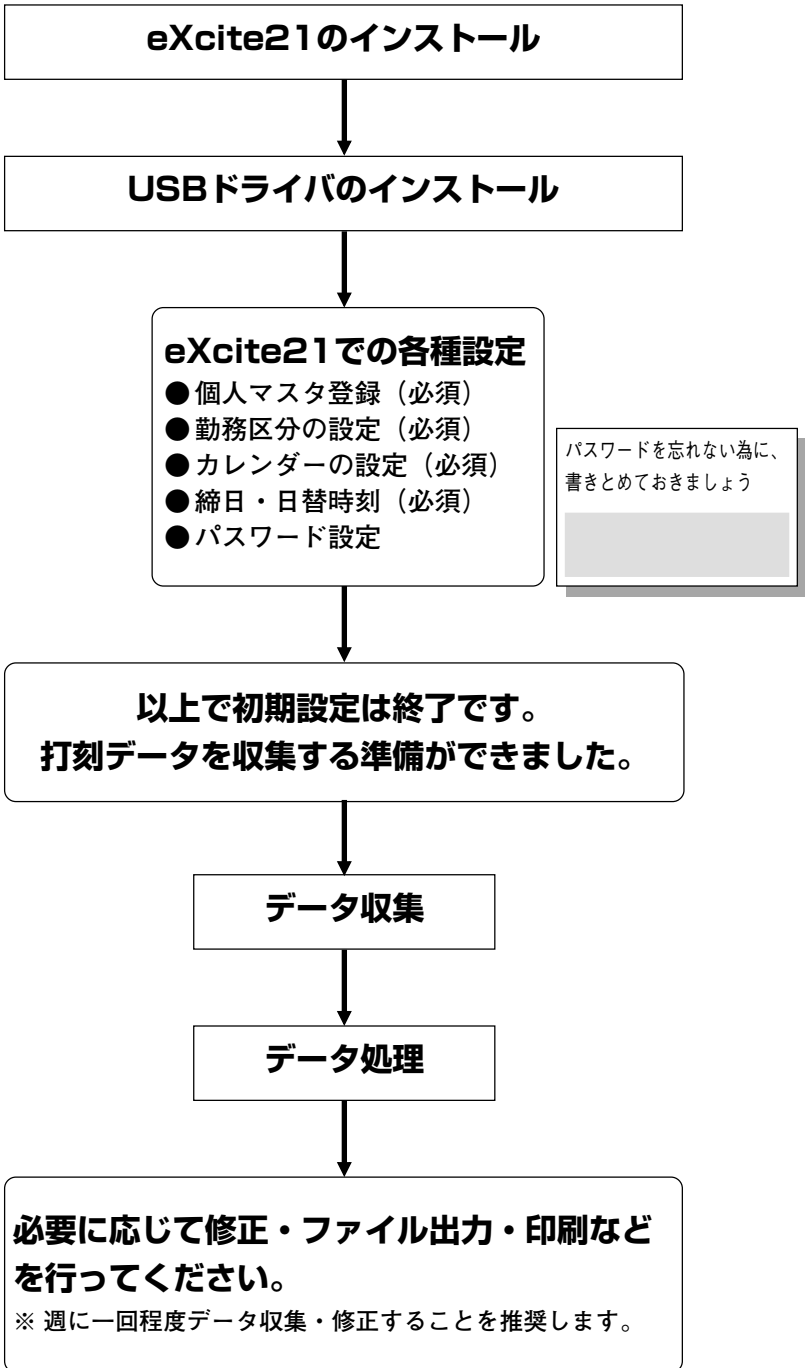 eXcite21のインストール
USBドライバのインストール
eXcite21での各種設定
●個人マスタ登録（必須）
●勤務区分の設定（必須）
●カレンダーの設定（必須）
●締日・日替時刻（必須）
●パスワード設定
パスワードを忘れない為に、
書きとめておきましょう
以上で初期設定は終了です。
打刻データを収集する準備ができました。
データ収集
データ処理
必要に応じて修正・ファイル出力・印刷など
を行ってください。
※ 週に一回程度データ収集・修正することを推奨します。